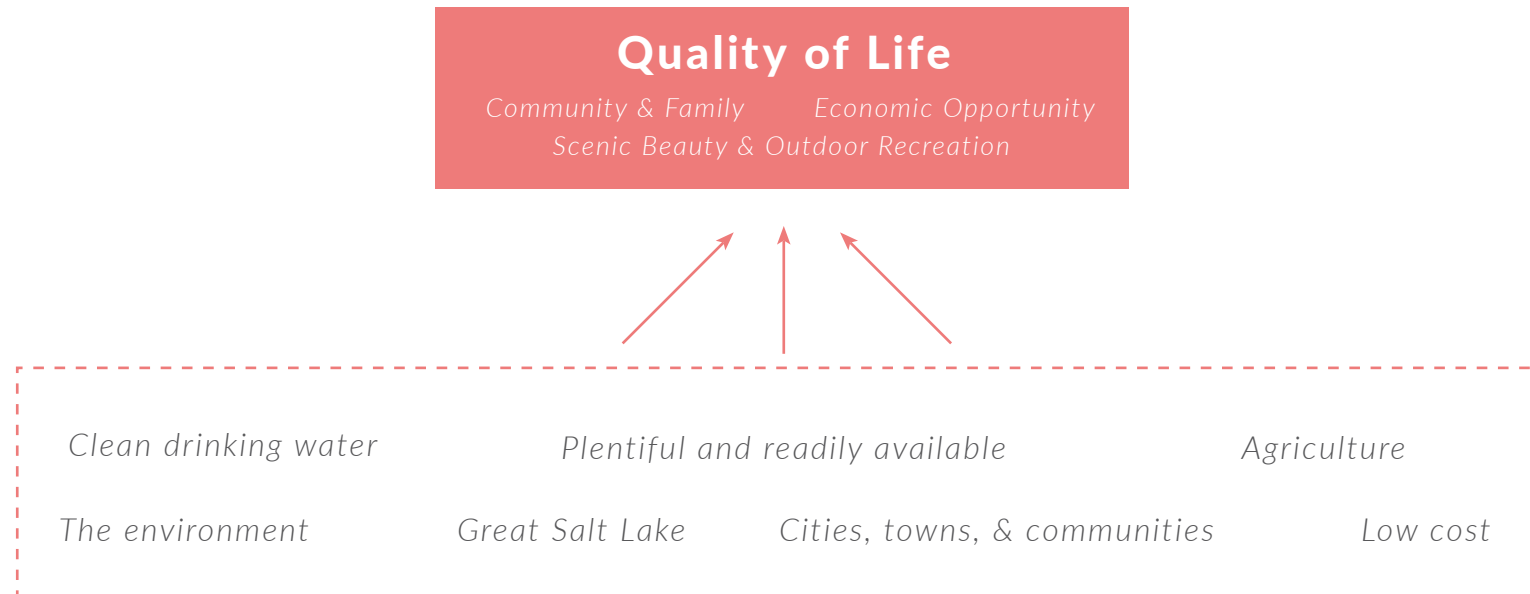 Quality of Life
Community & Family Economic Opportunity
Scenic Beauty & Outdoor Recreation
Clean drinking water Plentiful and readily available Agriculture
The environment Great Salt Lake Cities, towns, & communities Low cost